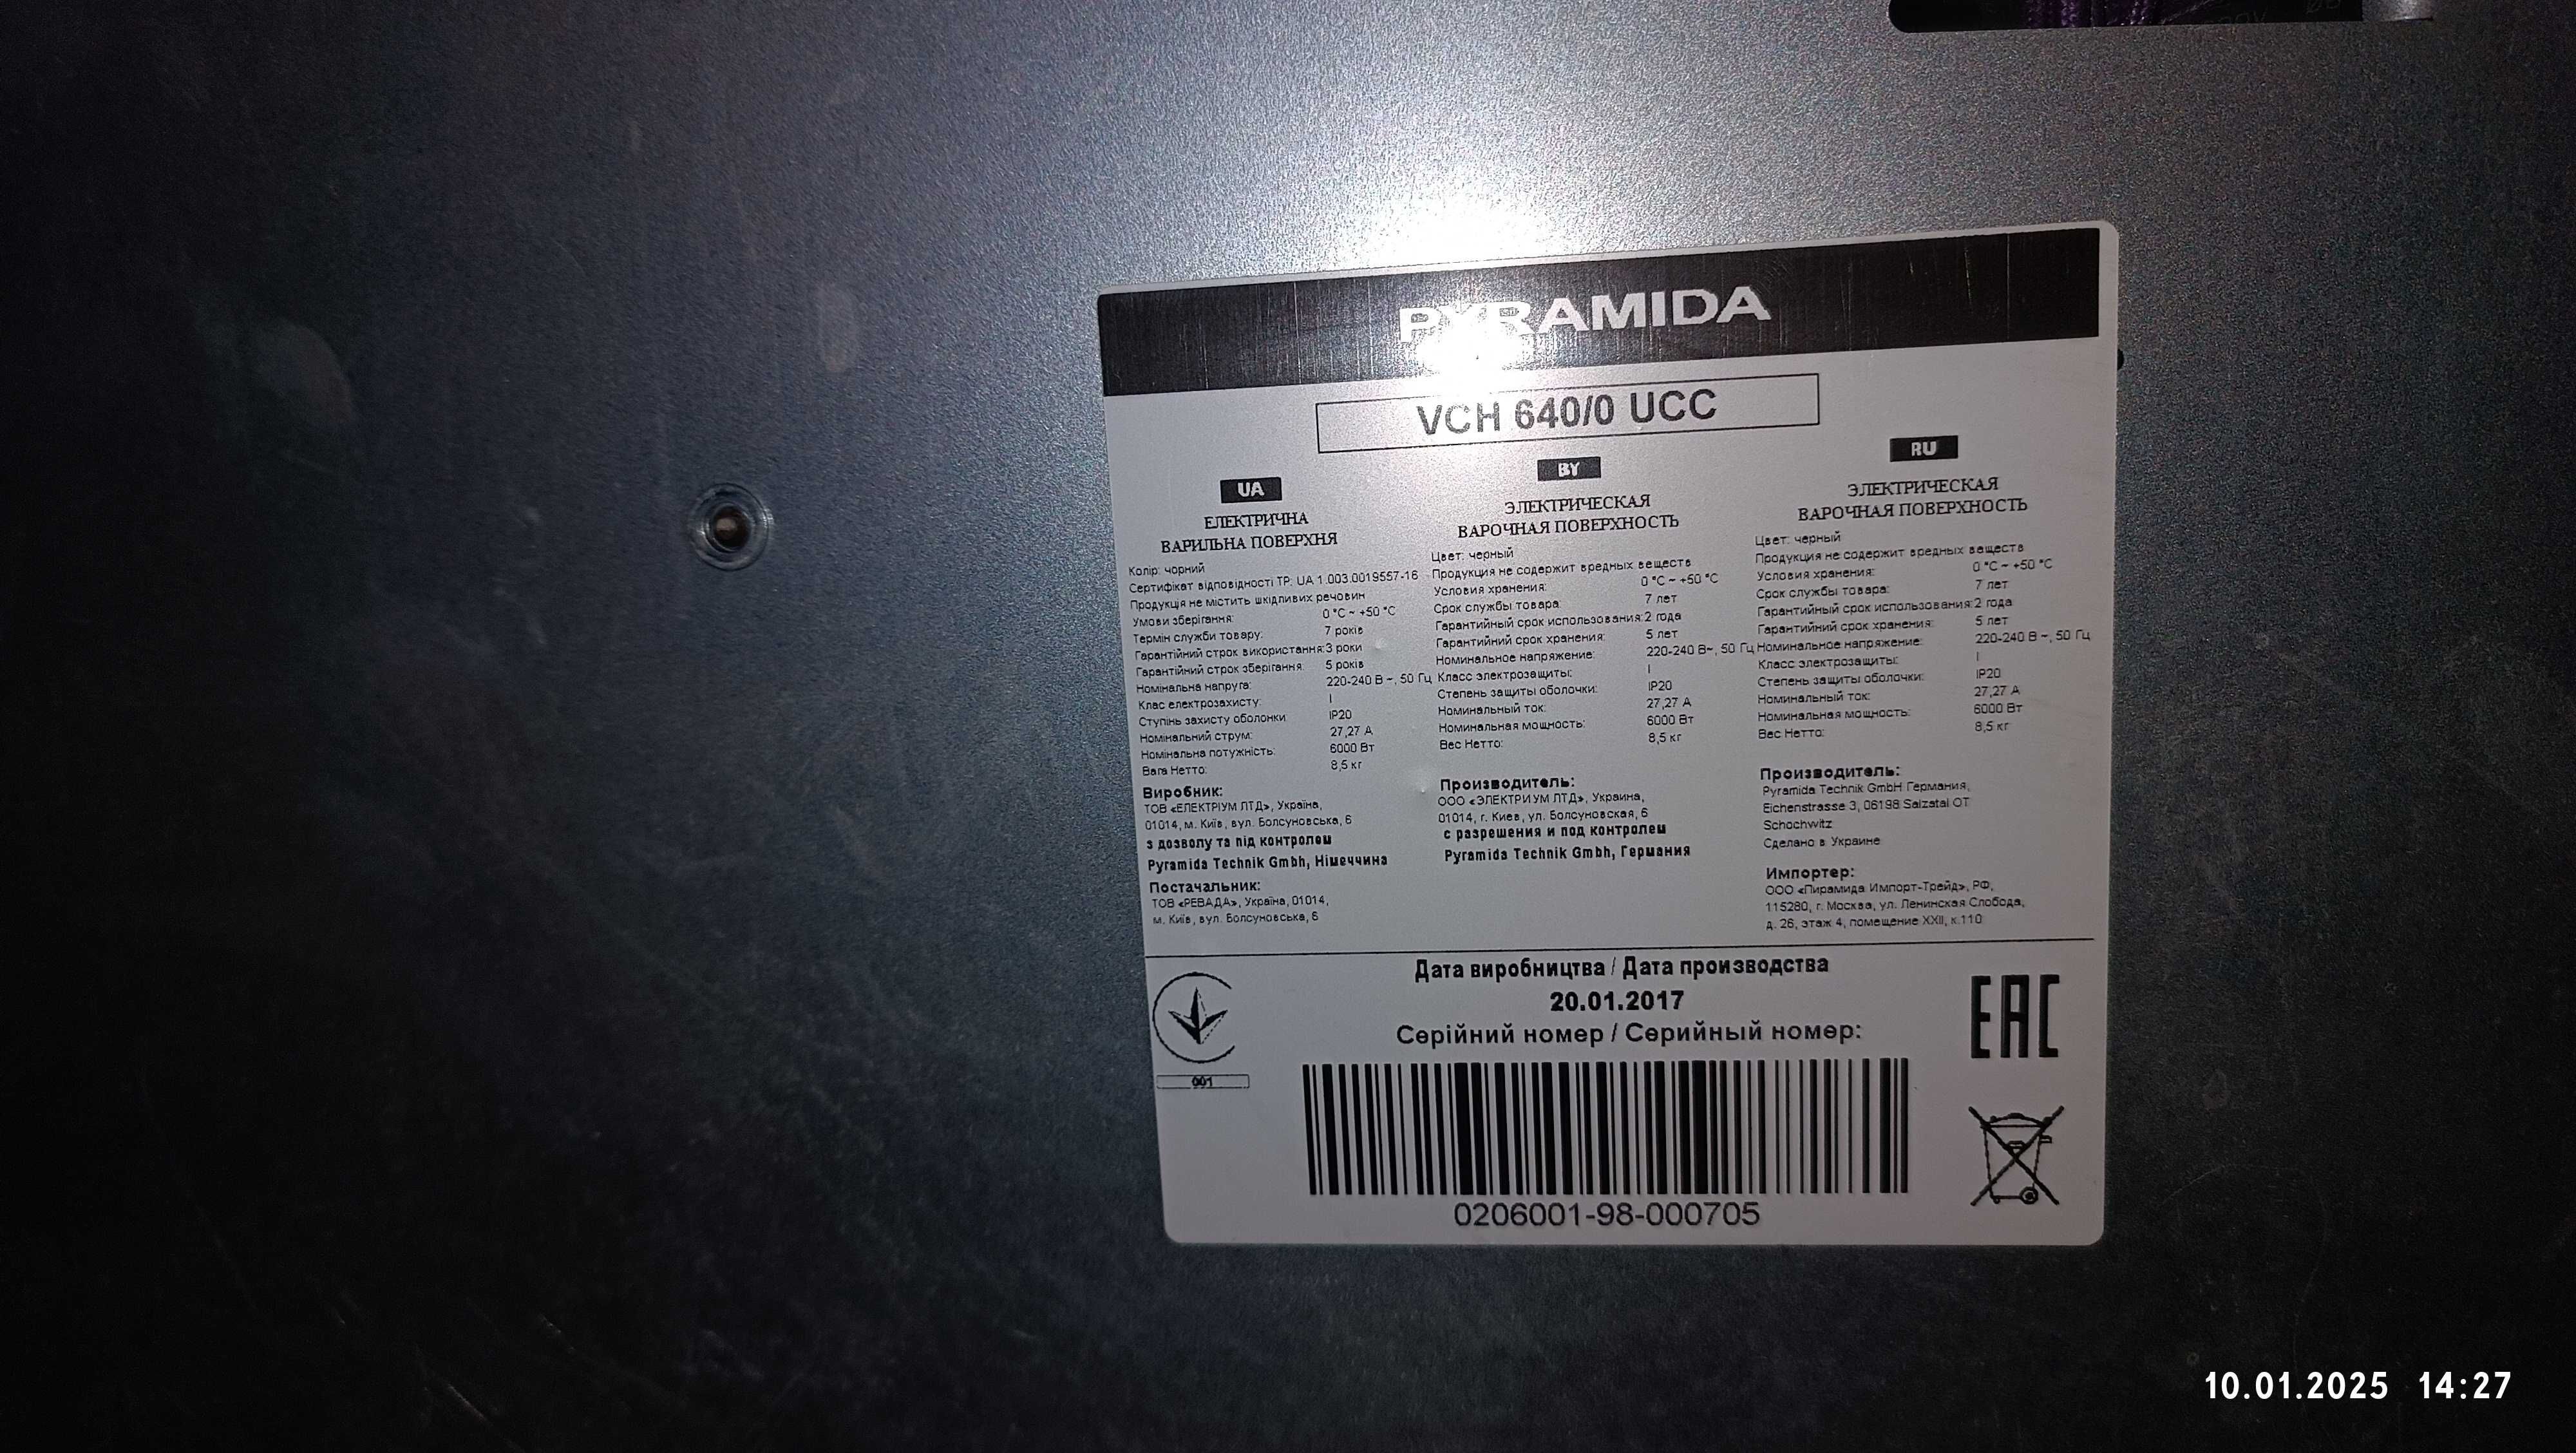 PYRAMIDA
VCH 640/0 UCC
UA
ЕЛЕКТРИЧНА
ВАРИЛЬНА ПОВЕРХНЯ
Колір: чорний
Сертифікат відповідності ТР: UA 1.003.0019557-16
Продукція не містить шкідливих речовин
Умови зберігання: 0 °C ~ +50 °C
Термін служби товару: 7 років
Гарантійний строк використання: 3 роки
Гарантійний строк зберігання: 5 років
Номінальна напруга: 220-240 В ~, 50 Гц
Клас електрозахисту: I
Ступінь захисту оболонки IP20
Номінальний струм: 27,27 А
Номінальна потужність: 6000 Вт
Вага Нетто: 8,5 кг
Виробник:
ТОВ «ЕЛЕКТРІУМ ЛТД», Україна,
01014, м. Київ, вул. Болсуновська, 6
з дозволу та під контролем
Pyramida Technik Gmbh, Німеччина
Постачальник:
ТОВ «РЕВАДА», Україна, 01014,
м. Київ, вул. Болсуновська, 6
BY
ЭЛЕКТРИЧЕСКАЯ
ВАРОЧНАЯ ПОВЕРХНОСТЬ
Цвет: черный
Продукция не содержит вредных веществ
Условия хранения: 0 °C ~ +50 °C
Срок службы товара: 7 лет
Гарантийный срок использования: 2 года
Гарантийний срок хранения: 5 лет
Номинальное напряжение: 220-240 В~, 50 Гц
Класс электрозащиты: I
Степень защиты оболочки: IP20
Номинальный ток: 27,27 А
Номинальная мощность: 6000 Вт
Вес Нетто: 8,5 кг
Производитель:
ООО «ЭЛЕКТРИУМ ЛТД», Украина,
01014, г. Киев, ул. Болсуновская, 6
с разрешения и под контролем
Pyramida Technik Gmbh, Германия
RU
ЭЛЕКТРИЧЕСКАЯ
ВАРОЧНАЯ ПОВЕРХНОСТЬ
Цвет: черный
Продукция не содержит вредных веществ
Условия хранения: 0 °C ~ +50 °C
Срок службы товара: 7 лет
Гарантийный срок использования: 2 года
Гарантийний срок хранения: 5 лет
Номинальное напряжение: 220-240 В ~, 50 Гц
Класс электрозащиты: I
Степень защиты оболочки: IP20
Номинальный ток: 27,27 А
Номинальная мощность: 6000 Вт
Вес Нетто: 8,5 кг
Производитель:
Pyramida Technik GmbH Германия,
Eichenstrasse 3, 06198 Salzatal OT
Schochwitz
Сделано в Украине
Импортер:
ООО «Пирамида Импорт-Трейд», РФ,
115280, г. Москва, ул. Ленинская Слобода,
д. 26, этаж 4, помещение XXII, к.110
Дата виробництва / Дата производства
20.01.2017
Серійний номер / Серийный номер:
001
EAC
0206001-98-000705
10.01.2025 14:27